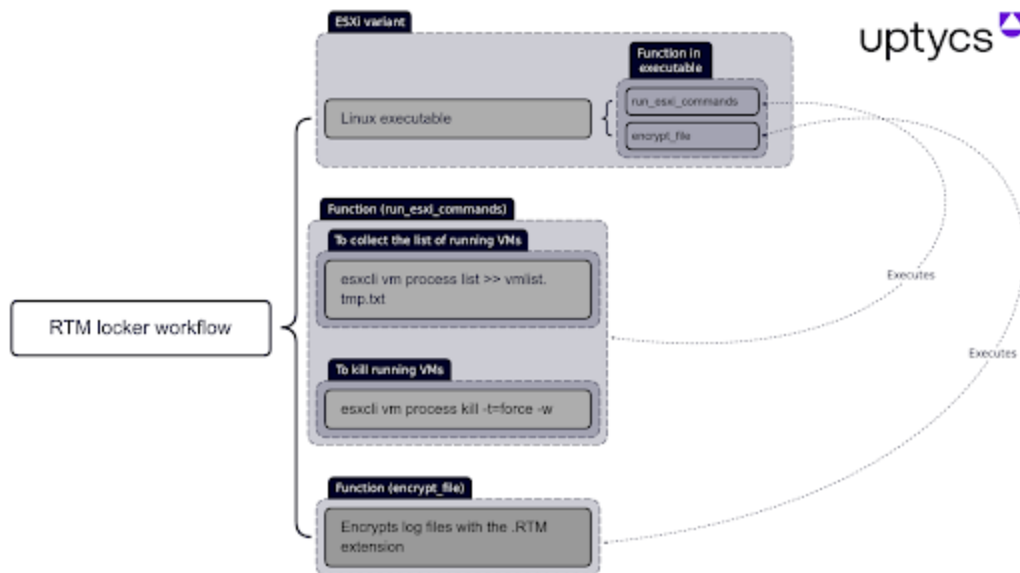 ESXi variant
uptycs
Function in
executable
run_esxi_commands
Linux executable
encrypt_file
Function (run_esxi_commands)
To collect the list of running VMs
esxcli vm process list >> vmlist.
tmp.txt
Executes
RTM locker workflow
Executes
To kill running VMs
esxcli vm process kill -t=force -w
Function (encrypt_file)
Encrypts log files with the .RTM
extension